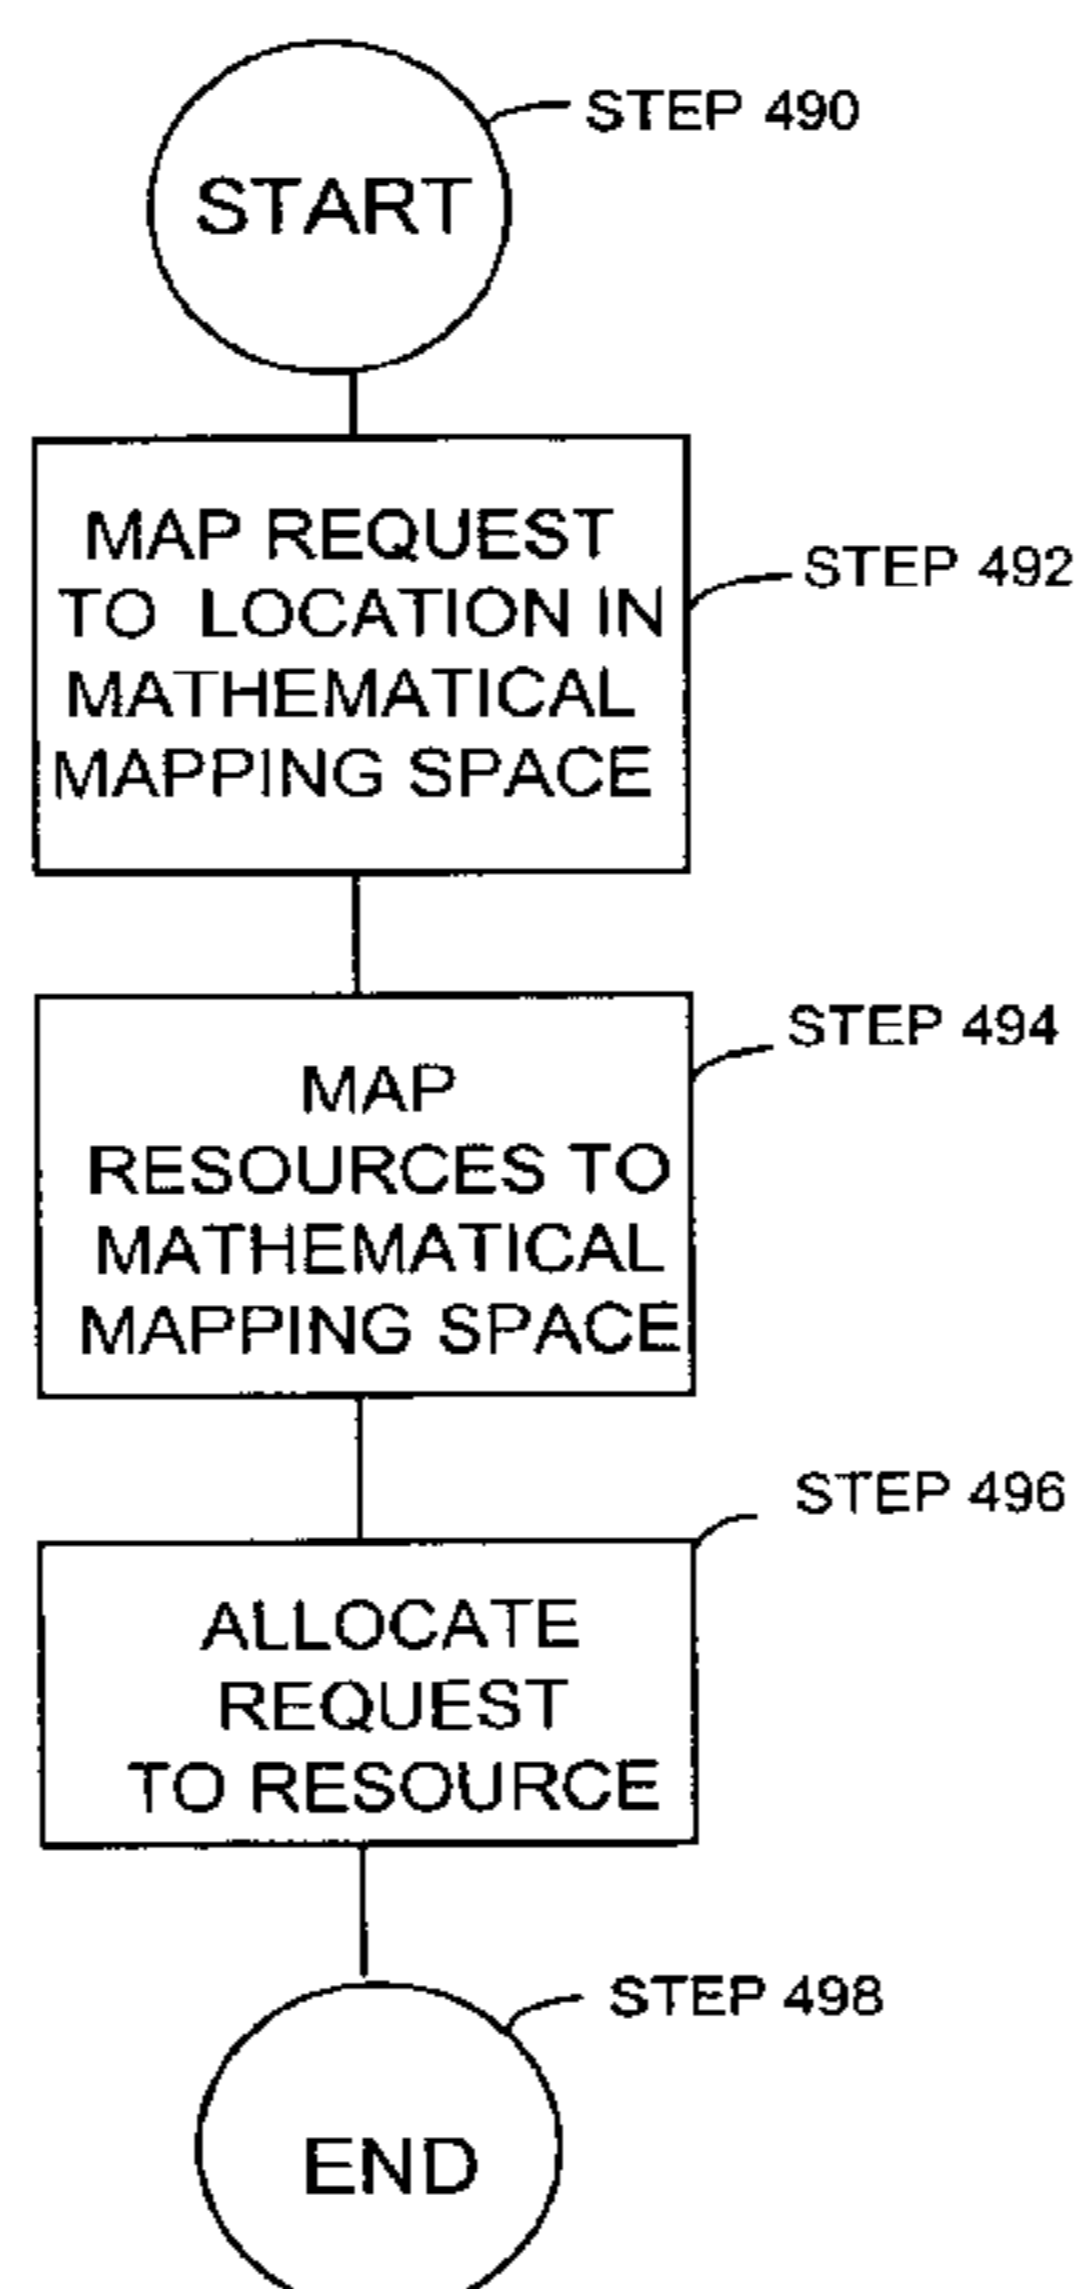 STEP 490
START
MAP REQUEST
TO LOCATION IN
MATHEMATICAL
MAPPING SPACE
STEP 492
MAP
RESOURCES TO
MATHEMATICAL
MAPPING SPACE
STEP 494
ALLOCATE
REQUEST
TO RESOURCE
STEP 496
STEP 498
END